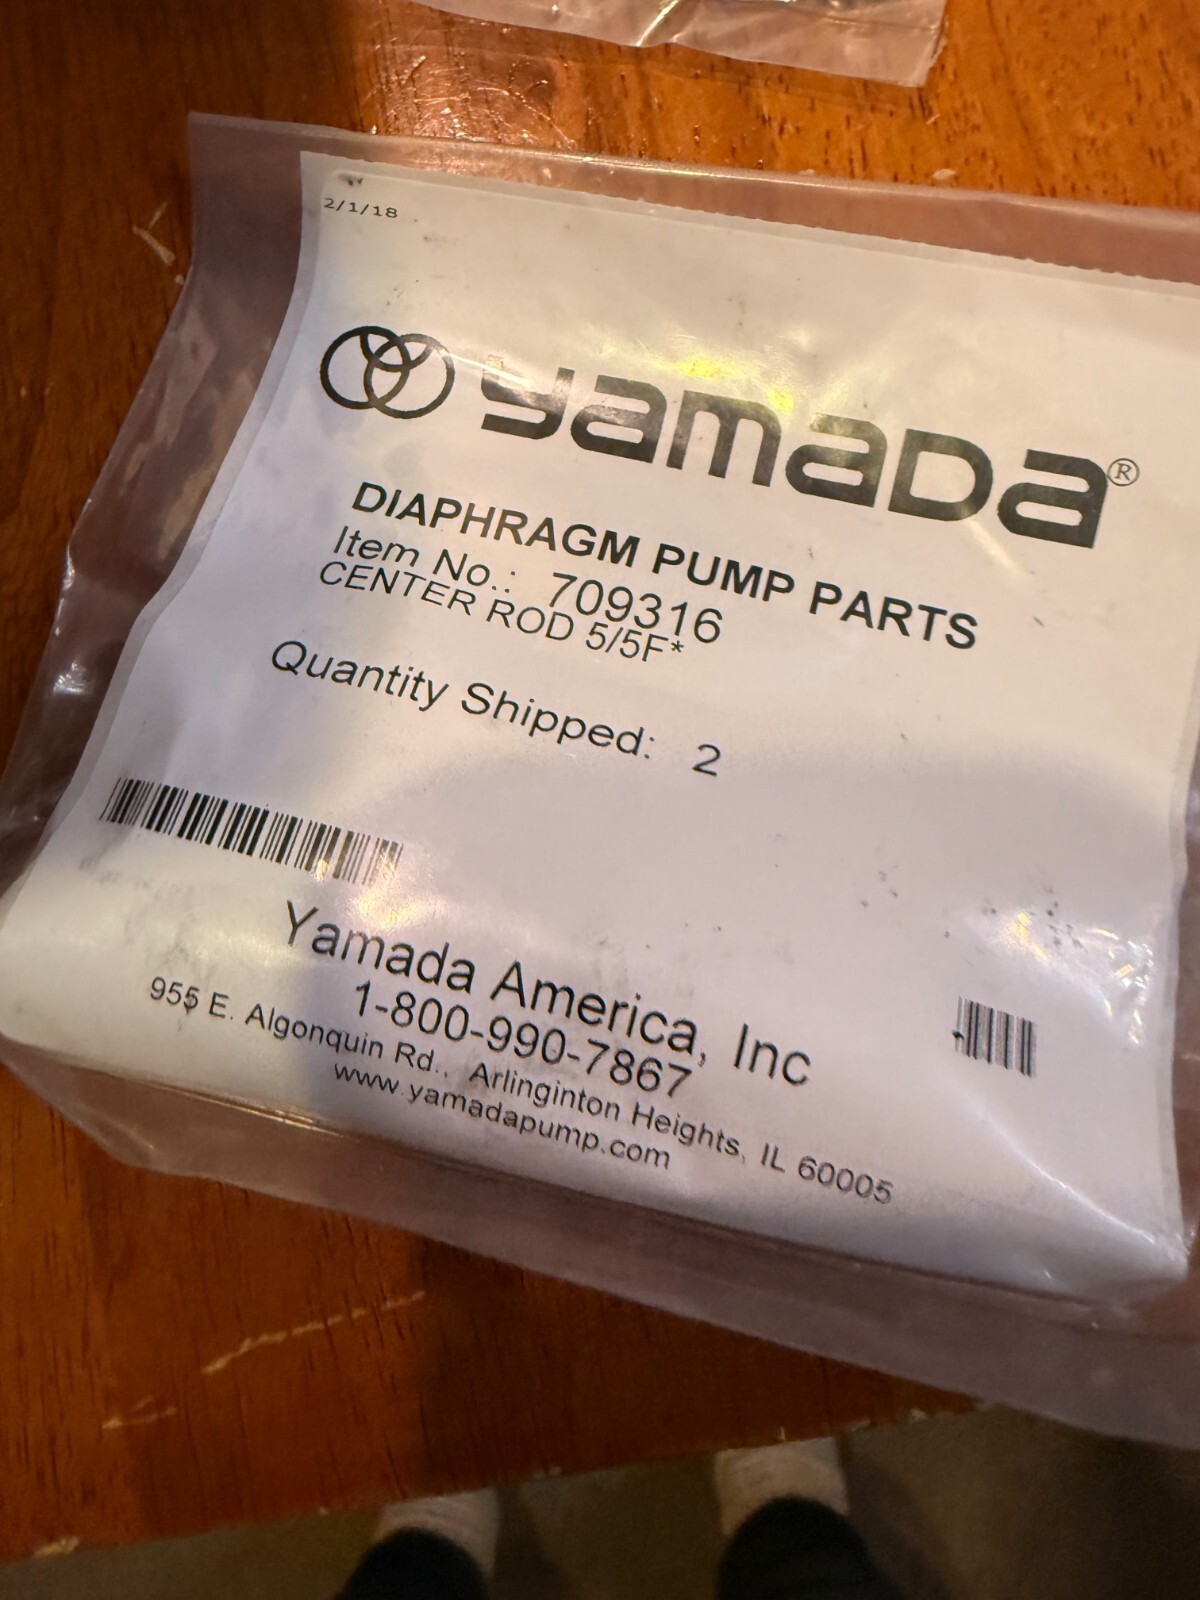 2/1/18
YAMADA®
DIAPHRAGM PUMP PARTS
Item No.: 709316
CENTER ROD 5/5F*
Quantity Shipped: 2
Yamada America, Inc
1-800-990-7867
955 E. Algonquin Rd., Arlinginton Heights, IL 60005
www.yamadapump.com